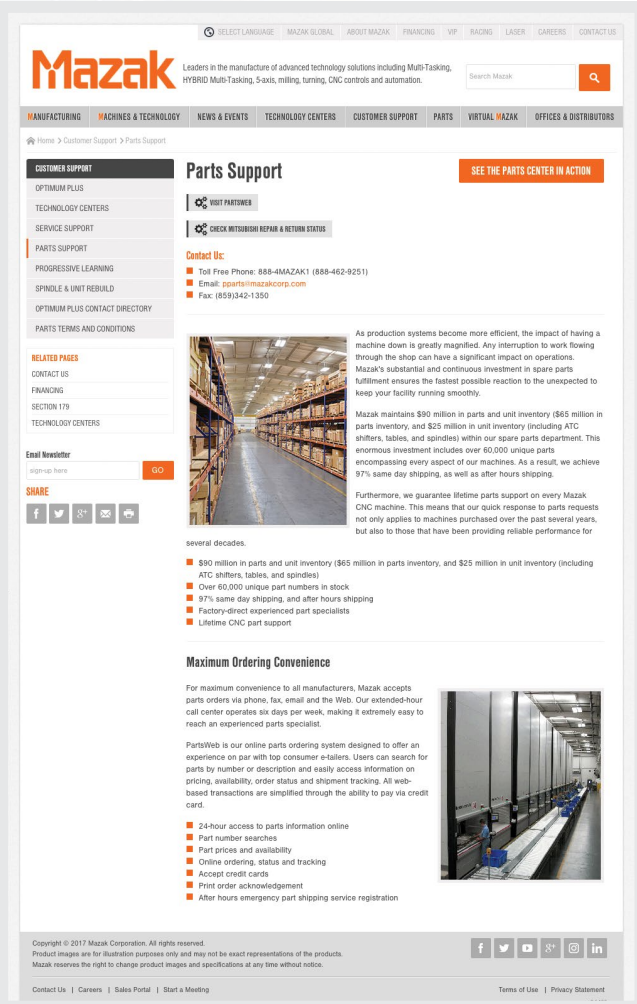 SELECT LANGUAGE MAZAK GLOBAL ABOUT MAZAK FINANCING VIP RACING LASER CAREERS CONTACT US
Mazak
Leaders in the manufacture of advanced technology solutions including Multi-Tasking,
HYBRID Multi-Tasking, 5-axis, milling, turning, CNC controls and automation.
Search Mazak
MANUFACTURING MACHINES & TECHNOLOGY NEWS & EVENTS TECHNOLOGY CENTERS CUSTOMER SUPPORT PARTS VIRTUAL MAZAK OFFICES & DISTRIBUTORS
Home > Customer Support > Parts Support
CUSTOMER SUPPORT
OPTIMUM PLUS
TECHNOLOGY CENTERS
SERVICE SUPPORT
PARTS SUPPORT
PROGRESSIVE LEARNING
SPINDLE & UNIT REBUILD
OPTIMUM PLUS CONTACT DIRECTORY
PARTS TERMS AND CONDITIONS
RELATED PAGES
CONTACT US
FINANCING
SECTION 179
TECHNOLOGY CENTERS
Email Newsletter
sign-up here GO
SHARE
Parts Support
SEE THE PARTS CENTER IN ACTION
VISIT PARTSWEB
CHECK MITSUBISHI REPAIR & RETURN STATUS
Contact Us:
Toll Free Phone: 888-4MAZAK1 (888-462-9251)
Email: pparts@mazakcorp.com
Fax: (859)342-1350
As production systems become more efficient, the impact of having a
machine down is greatly magnified. Any interruption to work flowing
through the shop can have a significant impact on operations.
Mazak's substantial and continuous investment in spare parts
fulfillment ensures the fastest possible reaction to the unexpected to
keep your facility running smoothly.
Mazak maintains $90 million in parts and unit inventory ($65 million in
parts inventory, and $25 million in unit inventory (including ATC
shifters, tables, and spindles) within our spare parts department. This
enormous investment includes over 60,000 unique parts
encompassing every aspect of our machines. As a result, we achieve
97% same day shipping, as well as after hours shipping.
Furthermore, we guarantee lifetime parts support on every Mazak
CNC machine. This means that our quick response to parts requests
not only applies to machines purchased over the past several years,
but also to those that have been providing reliable performance for
several decades.
$90 million in parts and unit inventory ($65 million in parts inventory, and $25 million in unit inventory (including
ATC shifters, tables, and spindles)
Over 60,000 unique part numbers in stock
97% same day shipping, and after hours shipping
Factory-direct experienced part specialists
Lifetime CNC part support
Maximum Ordering Convenience
For maximum convenience to all manufacturers, Mazak accepts
parts orders via phone, fax, email and the Web. Our extended-hour
call center operates six days per week, making it extremely easy to
reach an experienced parts specialist.
PartsWeb is our online parts ordering system designed to offer an
experience on par with top consumer e-tailers. Users can search for
parts by number or description and easily access information on
pricing, availability, order status and shipment tracking. All web-
based transactions are simplified through the ability to pay via credit
card.
24-hour access to parts information online
Part number searches
Part prices and availability
Online ordering, status and tracking
Accept credit cards
Print order acknowledgement
After hours emergency part shipping service registration
Copyright © 2017 Mazak Corporation. All rights reserved.
Product images are for illustration purposes only and may not be exact representations of the products.
Mazak reserves the right to change product images and specifications at any time without notice.
Contact Us | Careers | Sales Portal | Start a Meeting
Terms of Use | Privacy Statement